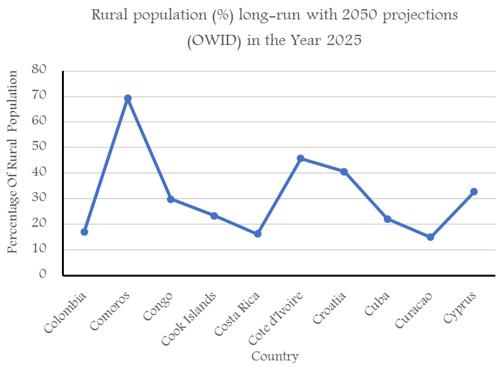 Rural population (%) long-run with 2050 projections
(OWID) in the Year 2025
Percentage Of Rural Population
80
70
60
50
40
30
20
10
0
Colombia
Comoros
Congo
Cook Islands
Costa Rica
Cote d'Ivoire
Croatia
Cuba
Curacao
Cyprus
Country